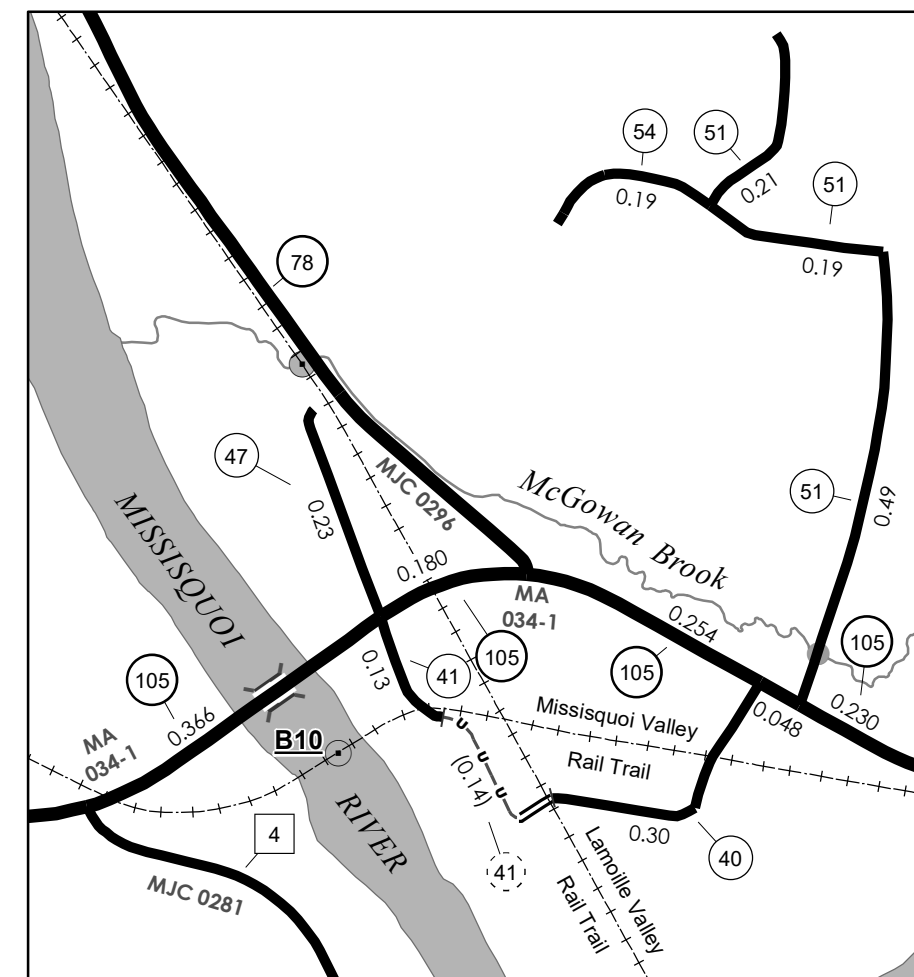 54
51
0.19
0.21
51
0.19
78
47
MJC 0296
0.23
McGowan Brook
51
0.49
MISSISQUOI
RIVER
0.180
MA
034-1
0.254
105
105
105
0.13
41
105
0.366
0.048
0.230
Missisquoi Valley
Rail Trail
MA
034-1
B10
(0.14)
4
0.30
40
41
MJC 0281
Lamoille Valley
Rail Trail
U
U
U